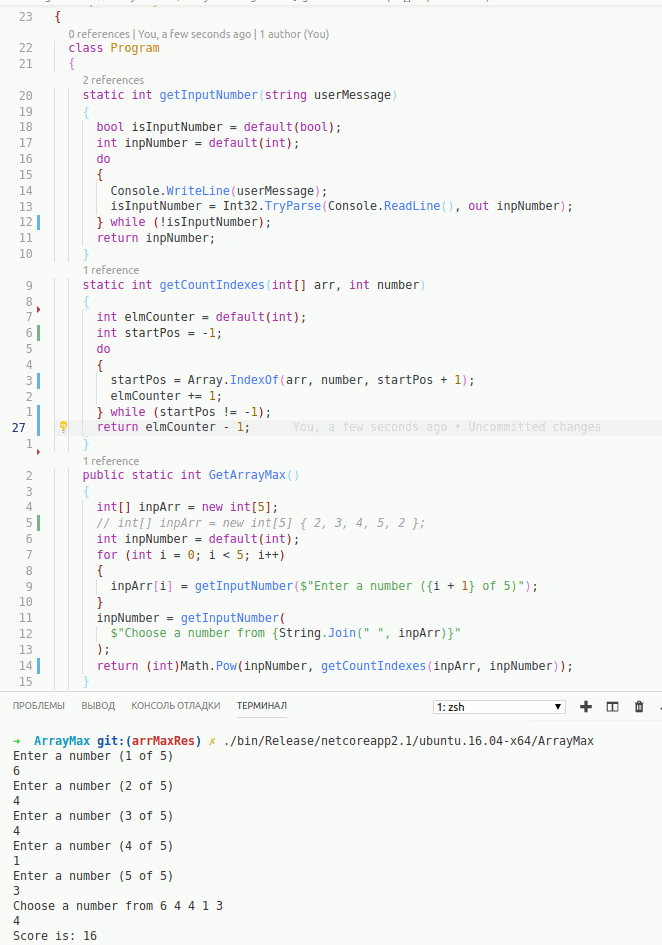 23 {
0 references | You, a few seconds ago | 1 author (You)
22 class Program
21 {
2 references
20 static int getInputNumber(string userMessage)
19 {
18 bool isInputNumber = default(bool);
17 int inpNumber = default(int);
16 do
15 {
14 Console.WriteLine(userMessage);
13 isInputNumber = Int32.TryParse(Console.ReadLine(), out inpNumber);
12 } while (!isInputNumber);
11 return inpNumber;
10 }
1 reference
9 static int getCountIndexes(int[] arr, int number)
8 {
7 int elmCounter = default(int);
6 int startPos = -1;
5 do
4 {
3 startPos = Array.IndexOf(arr, number, startPos + 1);
2 elmCounter += 1;
1 } while (startPos != -1);
27 return elmCounter - 1; You, a few seconds ago • Uncommitted changes
1 }
1 reference
2 public static int GetArrayMax()
3 {
4 int[] inpArr = new int[5];
5 // int[] inpArr = new int[5] { 2, 3, 4, 5, 2 };
6 int inpNumber = default(int);
7 for (int i = 0; i < 5; i++)
8 {
9 inpArr[i] = getInputNumber($"Enter a number ({i + 1} of 5)");
10 }
11 inpNumber = getInputNumber(
12 $"Choose a number from {String.Join(" ", inpArr)}"
13 );
14 return (int)Math.Pow(inpNumber, getCountIndexes(inpArr, inpNumber));
15 }
ПРОБЛЕМЫ ВЫВОД КОНСОЛЬ ОТЛАДКИ ТЕРМИНАЛ 1: zsh
→ ArrayMax git:(arrMaxRes) ✗ ./bin/Release/netcoreapp2.1/ubuntu.16.04-x64/ArrayMax
Enter a number (1 of 5)
6
Enter a number (2 of 5)
4
Enter a number (3 of 5)
4
Enter a number (4 of 5)
1
Enter a number (5 of 5)
3
Choose a number from 6 4 4 1 3
4
Score is: 16